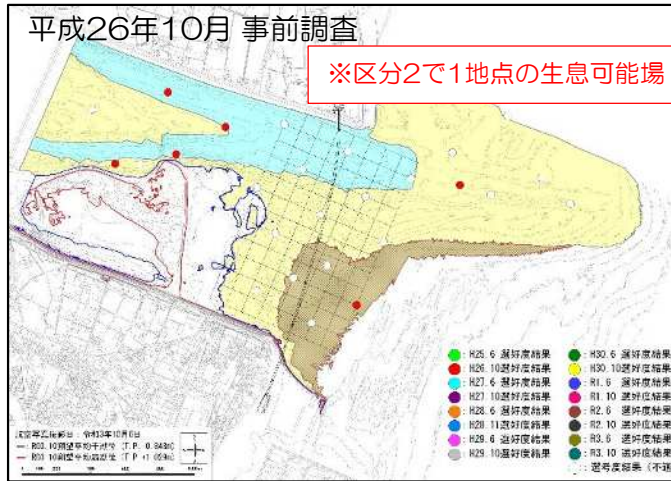 平成26年10月 事前調査
※区分2で1地点の生息可能場
: H25.6 選好度結果
: H26.10選好度結果
: H27.6 選好度結果
: H27.10選好度結果
: H28.6 選好度結果
: H28.11選好度結果
: H29.6 選好度結果
: H29.10選好度結果
: H30.6 選好度結果
: H30.10選好度結果
: R1.6 選好度結果
: R1.10 選好度結果
: R2.6 選好度結果
: R2.10 選好度結果
: R3.6 選好度結果
: R3.10 選好度結果